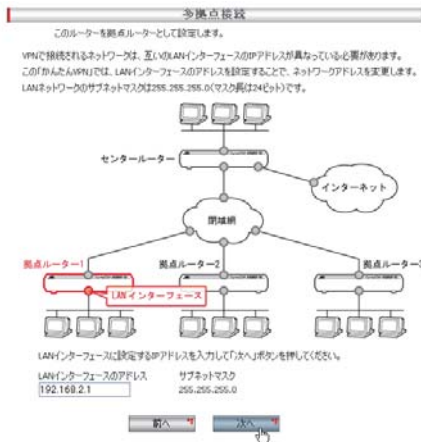 多拠点接続
このルーターを拠点ルーターとして設定します。
VPNで接続されるネットワークは、互いのLANインターフェースのIPアドレスが異なっている必要があります。
この「かんたんVPN」では、LANインターフェースのアドレスを設定することで、ネットワークアドレスを変更します。
LANネットワークのサブネットマスクは255.255.255.0(マスク長は24ビット)です。
センタールーター
インターネット
閉域網
拠点ルーター1
拠点ルーター2
拠点ルーター3
LANインターフェース
LANインターフェースに設定するIPアドレスを入力して「次へ」ボタンを押してください。
LANインターフェースのアドレス サブネットマスク
192.168.2.1 255.255.255.0
前へ 次へ